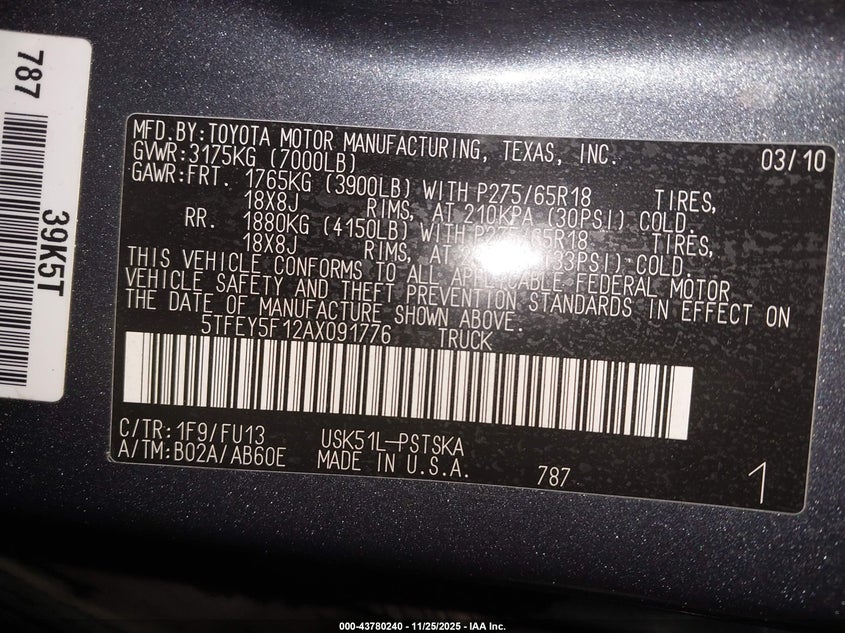 787
39K5T
MFD.BY:TOYOTA MOTOR MANUFACTURING, TEXAS, INC. 03/10
GVWR:3175KG (7000LB)
GAWR:FRT. 1765KG (3900LB) WITH P275/65R18 TIRES,
18X8J RIMS, AT 210KPA (30PSI) COLD.
RR. 1880KG (4150LB) WITH P275/65R18 TIRES,
18X8J RIMS, AT (33PSI) COLD.
THIS VEHICLE CONFORMS TO ALL APPLICABLE FEDERAL MOTOR
VEHICLE SAFETY AND THEFT PREVENTION STANDARDS IN EFFECT ON
THE DATE OF MANUFACTURE SHOWN ABOVE.
5TFEY5F12AX091776 TRUCK
C/TR:1F9/FU13 USK51L-PSTSKA
A/TM:B02A/AB60E MADE IN U.S.A. 787 1
000-43780240 - 11/25/2025 - IAA Inc.